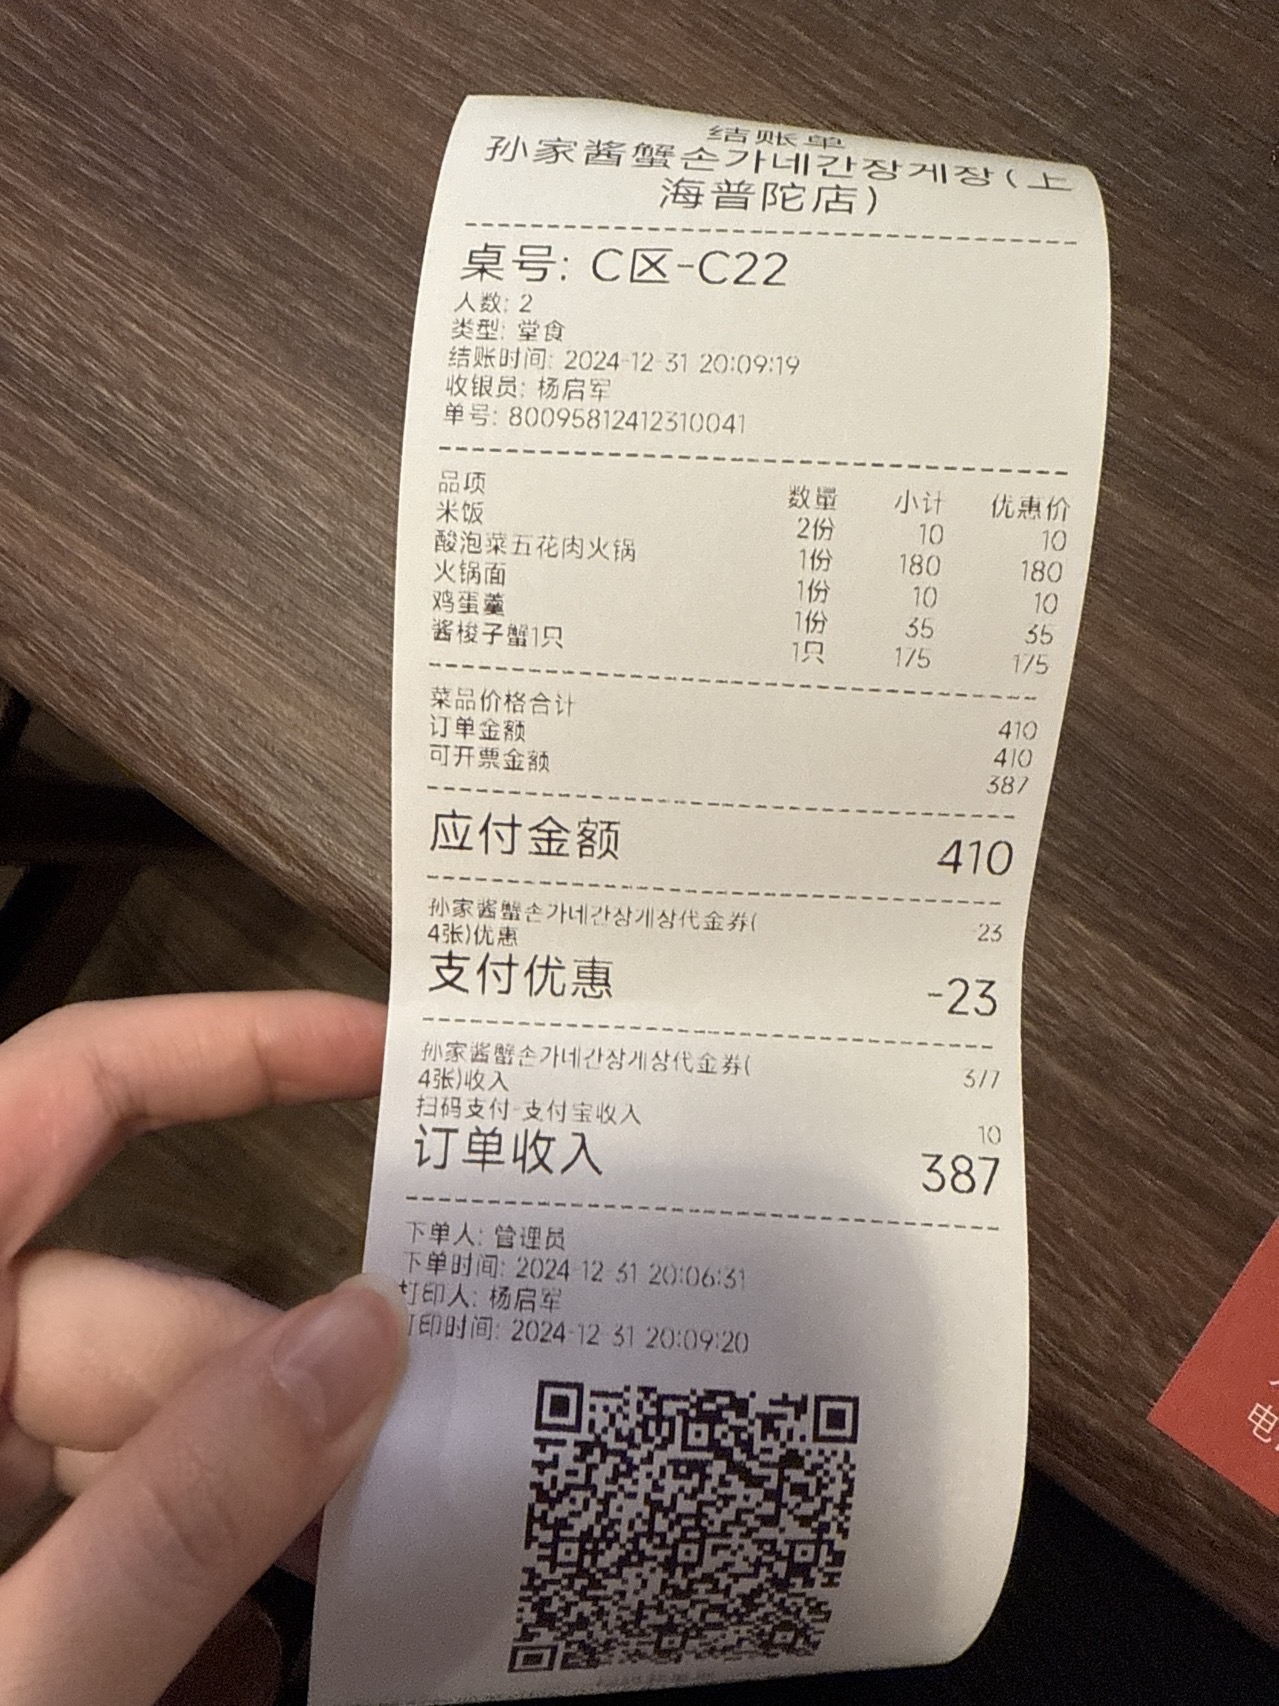 结账单
孙家酱蟹손가네간장게장(上
海普陀店)
桌号: C区-C22
人数: 2
类型: 堂食
结账时间: 2024-12-31 20:09:19
收银员: 杨启军
单号: 80095812412310041
品项 数量 小计 优惠价
米饭 2份 10 10
酸泡菜五花肉火锅 1份 180 180
火锅面 1份 10 10
鸡蛋羹 1份 35 35
酱梭子蟹1只 1只 175 175
菜品价格合计 410
订单金额 410
可开票金额 387
应付金额 410
孙家酱蟹손가네간장게장代金券( -23
4张)优惠
支付优惠 -23
孙家酱蟹손가네간장게장代金券( 377
4张)收入
扫码支付-支付宝收入 10
订单收入 387
下单人: 管理员
下单时间: 2024-12-31 20:06:31
打印人: 杨启军
打印时间: 2024-12-31 20:09:20
电